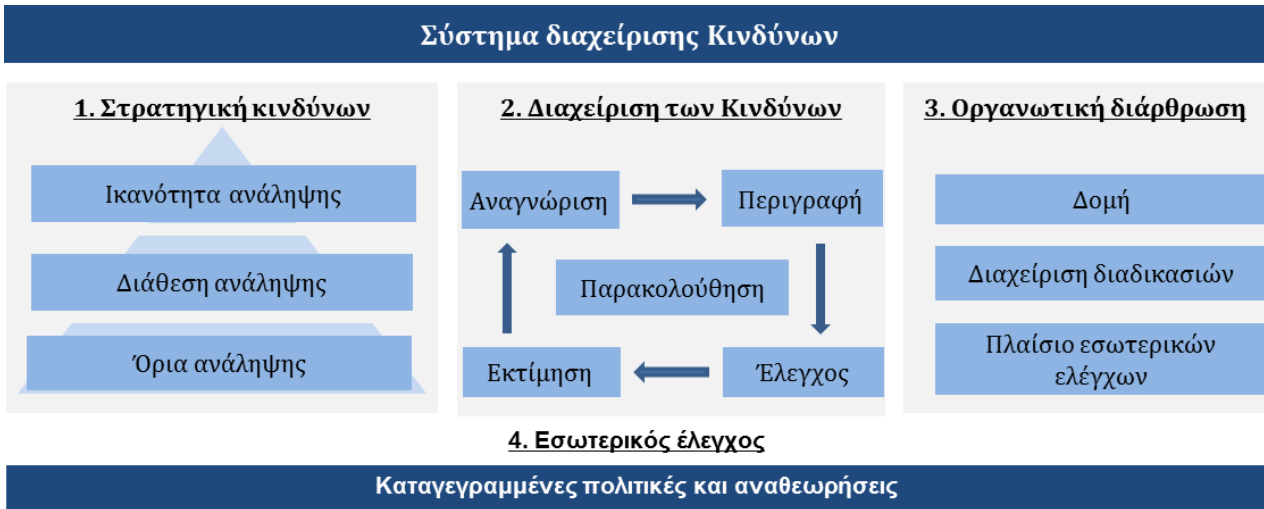 Σύστημα διαχείρισης Κινδύνων
1. Στρατηγική κινδύνων
Ικανότητα ανάληψης
Διάθεση ανάληψης
Όρια ανάληψης
2. Διαχείριση των Κινδύνων
Αναγνώριση
Περιγραφή
Παρακολούθηση
Εκτίμηση
Έλεγχος
3. Οργανωτική διάρθρωση
Δομή
Διαχείριση διαδικασιών
Πλαίσιο εσωτερικών
ελέγχων
4. Εσωτερικός έλεγχος
Καταγεγραμμένες πολιτικές και αναθεωρήσεις